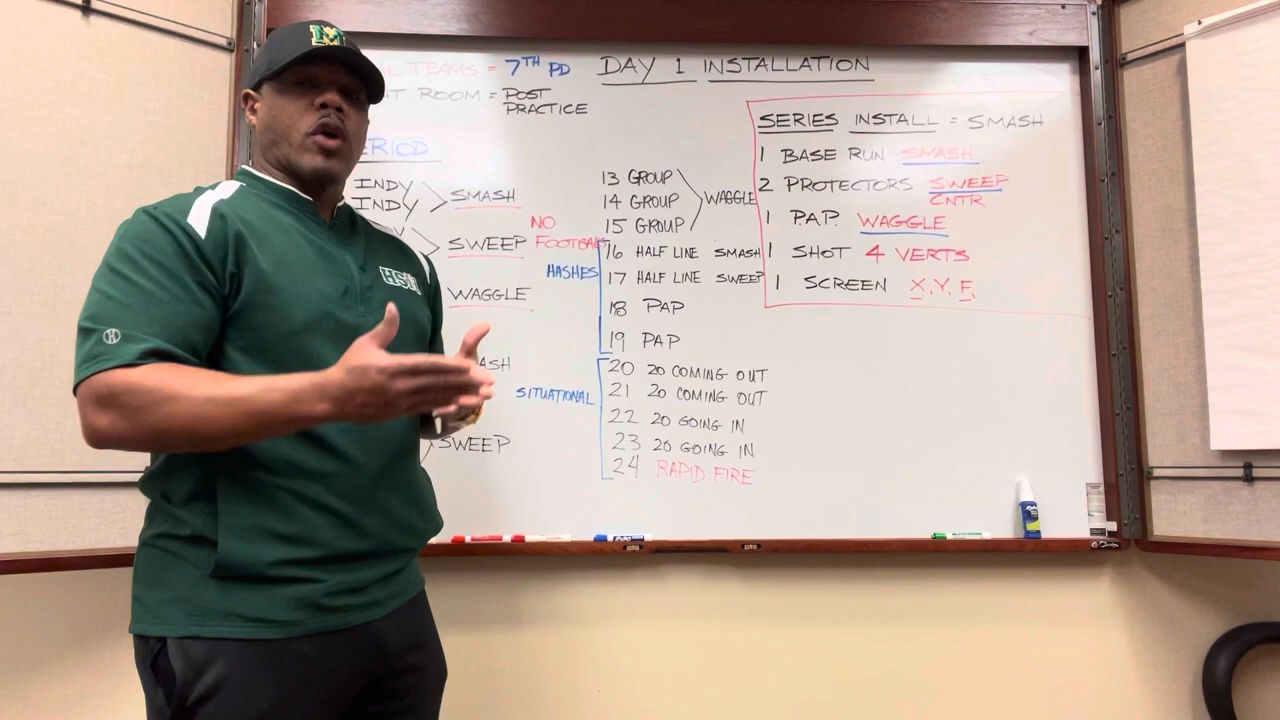 TEAMS = 7TH PD
ROOM = POST
PRACTICE
DAY 1 INSTALLATION
INDY
INDY
SMASH
SWEEP
WAGGLE
SWEEP
NO
FOOTBALL
HASHES
SITUATIONAL
13 GROUP
14 GROUP
15 GROUP
WAGGLE
16 HALF LINE SMASH
17 HALF LINE SWEEP
18 PAP
19 PAP
20 20 COMING OUT
21 20 COMING OUT
22 20 GOING IN
23 20 GOING IN
24 RAPID FIRE
SERIES INSTALL = SMASH
1 BASE RUN SMASH
2 PROTECTORS SWEEP
CNTR
1 P.A.P. WAGGLE
1 SHOT 4 VERTS
1 SCREEN X,Y,F,